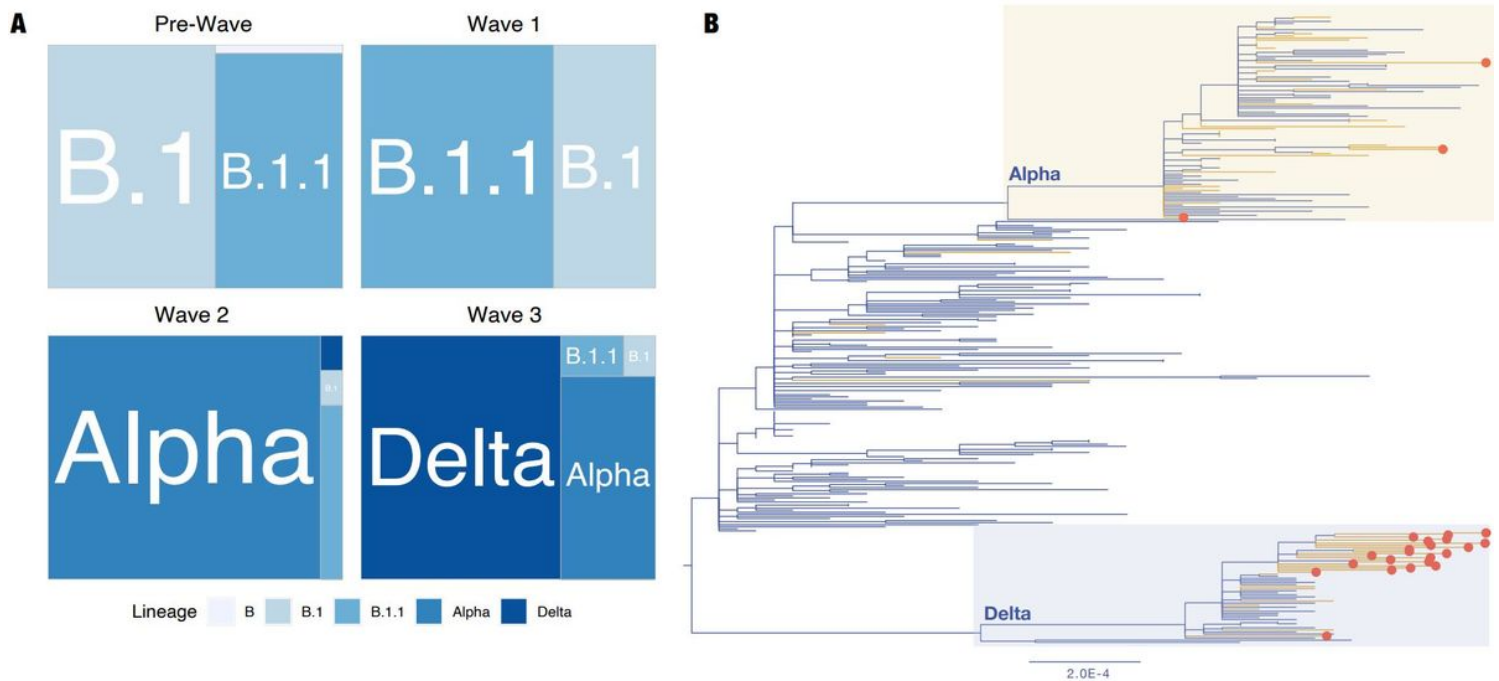 A
Pre-Wave
Wave 1
B.1
B.1.1
B.1.1
B.1
Wave 2
Wave 3
Alpha
B.1
Delta
B.1.1
B.1
Alpha
Lineage B B.1 B.1.1 Alpha Delta
B
Alpha
Delta
2.0E-4